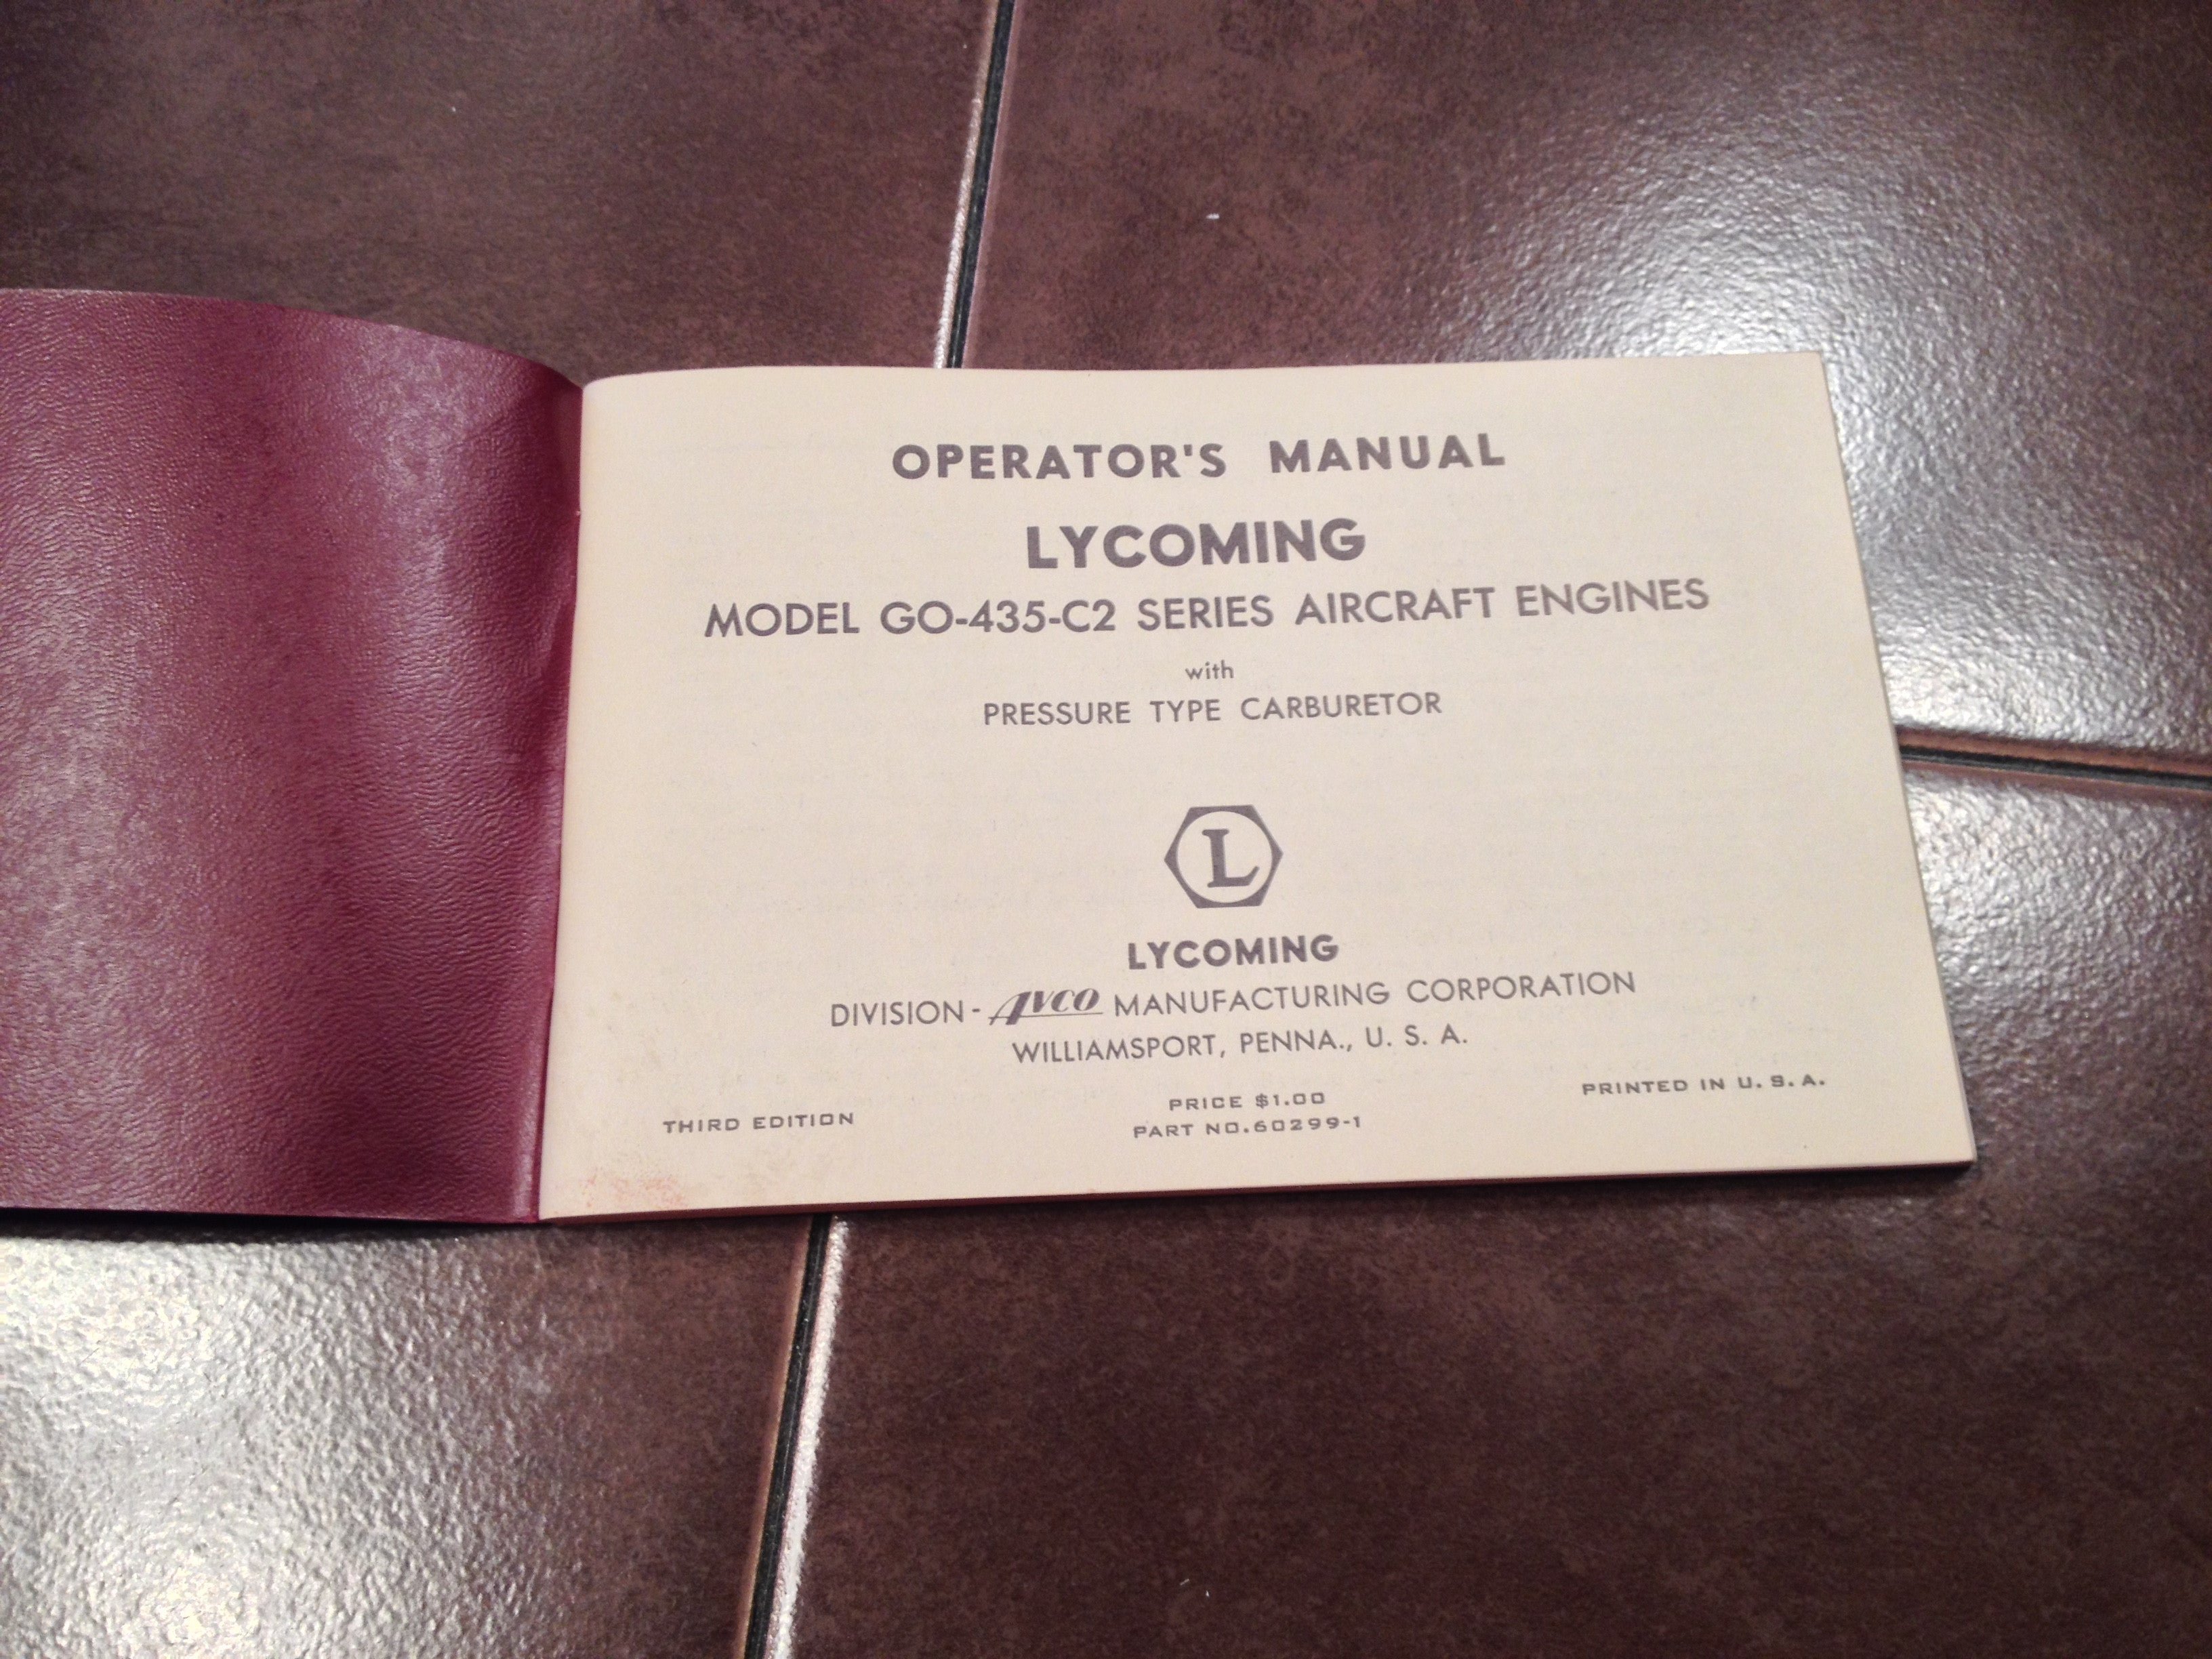 OPERATOR'S MANUAL
LYCOMING
MODEL GO-435-C2 SERIES AIRCRAFT ENGINES
with
PRESSURE TYPE CARBURETOR
L
LYCOMING
DIVISION - AVCO MANUFACTURING CORPORATION
WILLIAMSPORT, PENNA., U. S. A.
THIRD EDITION
PRICE $1.00
PART NO.60299-1
PRINTED IN U. S. A.